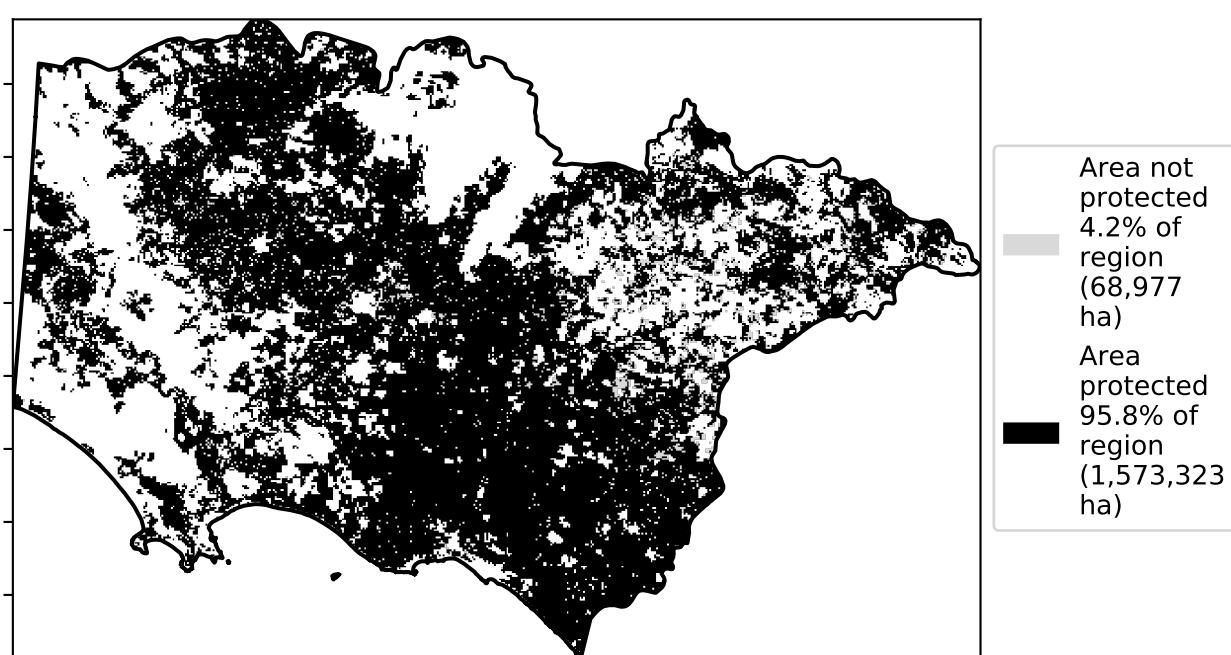 Area not
protected
4.2% of
region
(68,977
ha)
Area
protected
95.8% of
region
(1,573,323
ha)